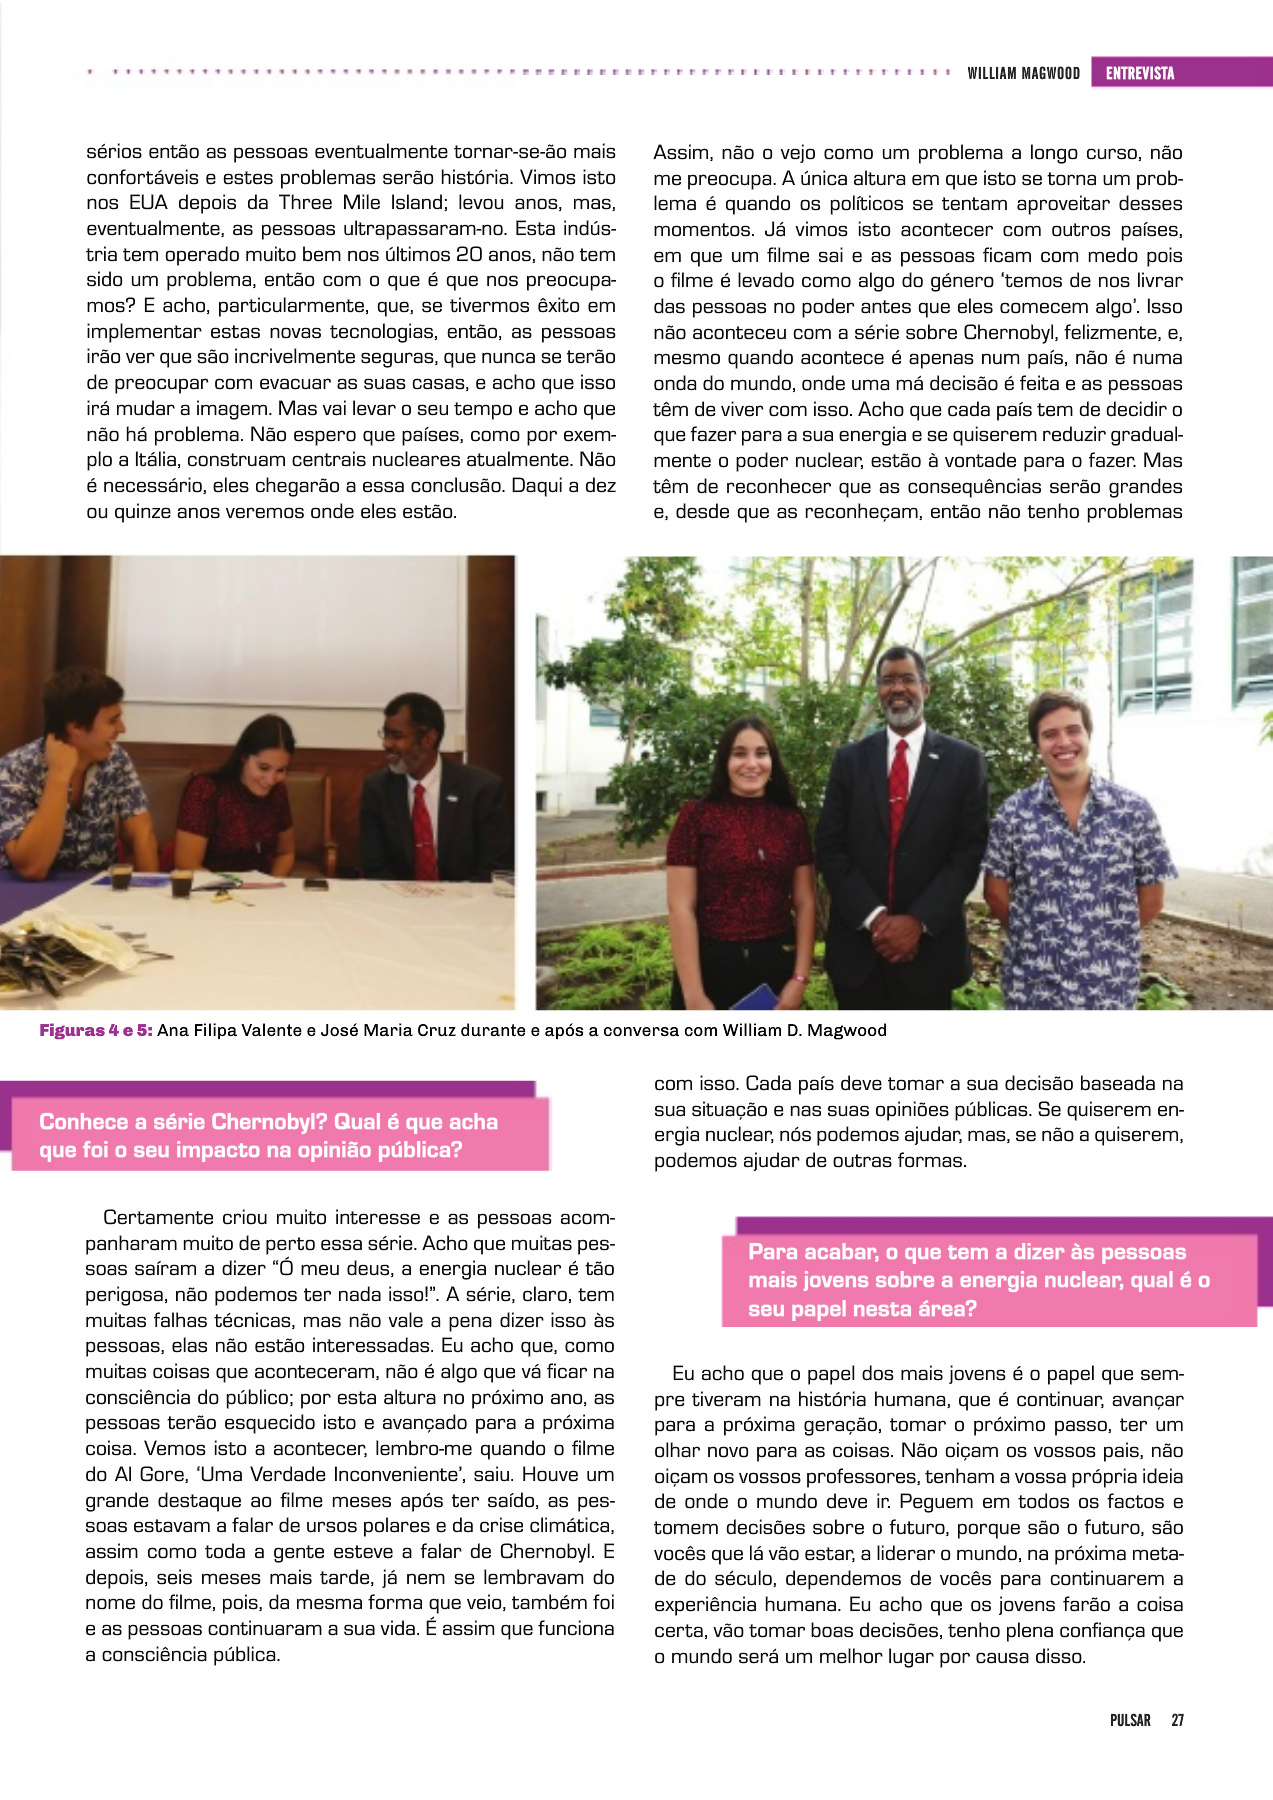 WILLIAM MAGWOOD ENTREVISTA
sérios então as pessoas eventualmente tornar-se-ão mais
confortáveis e estes problemas serão história. Vimos isto
nos EUA depois da Three Mile Island; levou anos, mas,
eventualmente, as pessoas ultrapassaram-no. Esta indús-
tria tem operado muito bem nos últimos 20 anos, não tem
sido um problema, então com o que é que nos preocupa-
mos? E acho, particularmente, que, se tivermos êxito em
implementar estas novas tecnologias, então, as pessoas
irão ver que são incrivelmente seguras, que nunca se terão
de preocupar com evacuar as suas casas, e acho que isso
irá mudar a imagem. Mas vai levar o seu tempo e acho que
não há problema. Não espero que países, como por exem-
plo a Itália, construam centrais nucleares atualmente. Não
é necessário, eles chegarão a essa conclusão. Daqui a dez
ou quinze anos veremos onde eles estão.
Figuras 4 e 5: Ana Filipa Valente e José Maria Cruz durante e após a conversa com William D. Magwood
Conhece a série Chernobyl? Qual é que acha
que foi o seu impacto na opinião pública?
Certamente criou muito interesse e as pessoas acom-
panharam muito de perto essa série. Acho que muitas pes-
soas saíram a dizer “Ó meu deus, a energia nuclear é tão
perigosa, não podemos ter nada isso!”. A série, claro, tem
muitas falhas técnicas, mas não vale a pena dizer isso às
pessoas, elas não estão interessadas. Eu acho que, como
muitas coisas que aconteceram, não é algo que vá ficar na
consciência do público; por esta altura no próximo ano, as
pessoas terão esquecido isto e avançado para a próxima
coisa. Vemos isto a acontecer, lembro-me quando o filme
do Al Gore, ‘Uma Verdade Inconveniente’, saiu. Houve um
grande destaque ao filme meses após ter saído, as pes-
soas estavam a falar de ursos polares e da crise climática,
assim como toda a gente esteve a falar de Chernobyl. E
depois, seis meses mais tarde, já nem se lembravam do
nome do filme, pois, da mesma forma que veio, também foi
e as pessoas continuaram a sua vida. É assim que funciona
a consciência pública.
Assim, não o vejo como um problema a longo curso, não
me preocupa. A única altura em que isto se torna um prob-
lema é quando os políticos se tentam aproveitar desses
momentos. Já vimos isto acontecer com outros países,
em que um filme sai e as pessoas ficam com medo pois
o filme é levado como algo do género ‘temos de nos livrar
das pessoas no poder antes que eles comecem algo’. Isso
não aconteceu com a série sobre Chernobyl, felizmente, e,
mesmo quando acontece é apenas num país, não é numa
onda do mundo, onde uma má decisão é feita e as pessoas
têm de viver com isso. Acho que cada país tem de decidir o
que fazer para a sua energia e se quiserem reduzir gradual-
mente o poder nuclear, estão à vontade para o fazer. Mas
têm de reconhecer que as consequências serão grandes
e, desde que as reconheçam, então não tenho problemas
com isso. Cada país deve tomar a sua decisão baseada na
sua situação e nas suas opiniões públicas. Se quiserem en-
ergia nuclear, nós podemos ajudar, mas, se não a quiserem,
podemos ajudar de outras formas.
Para acabar, o que tem a dizer às pessoas
mais jovens sobre a energia nuclear, qual é o
seu papel nesta área?
Eu acho que o papel dos mais jovens é o papel que sem-
pre tiveram na história humana, que é continuar, avançar
para a próxima geração, tomar o próximo passo, ter um
olhar novo para as coisas. Não oiçam os vossos pais, não
oiçam os vossos professores, tenham a vossa própria ideia
de onde o mundo deve ir. Peguem em todos os factos e
tomem decisões sobre o futuro, porque são o futuro, são
vocês que lá vão estar, a liderar o mundo, na próxima meta-
de do século, dependemos de vocês para continuarem a
experiência humana. Eu acho que os jovens farão a coisa
certa, vão tomar boas decisões, tenho plena confiança que
o mundo será um melhor lugar por causa disso.
PULSAR 27